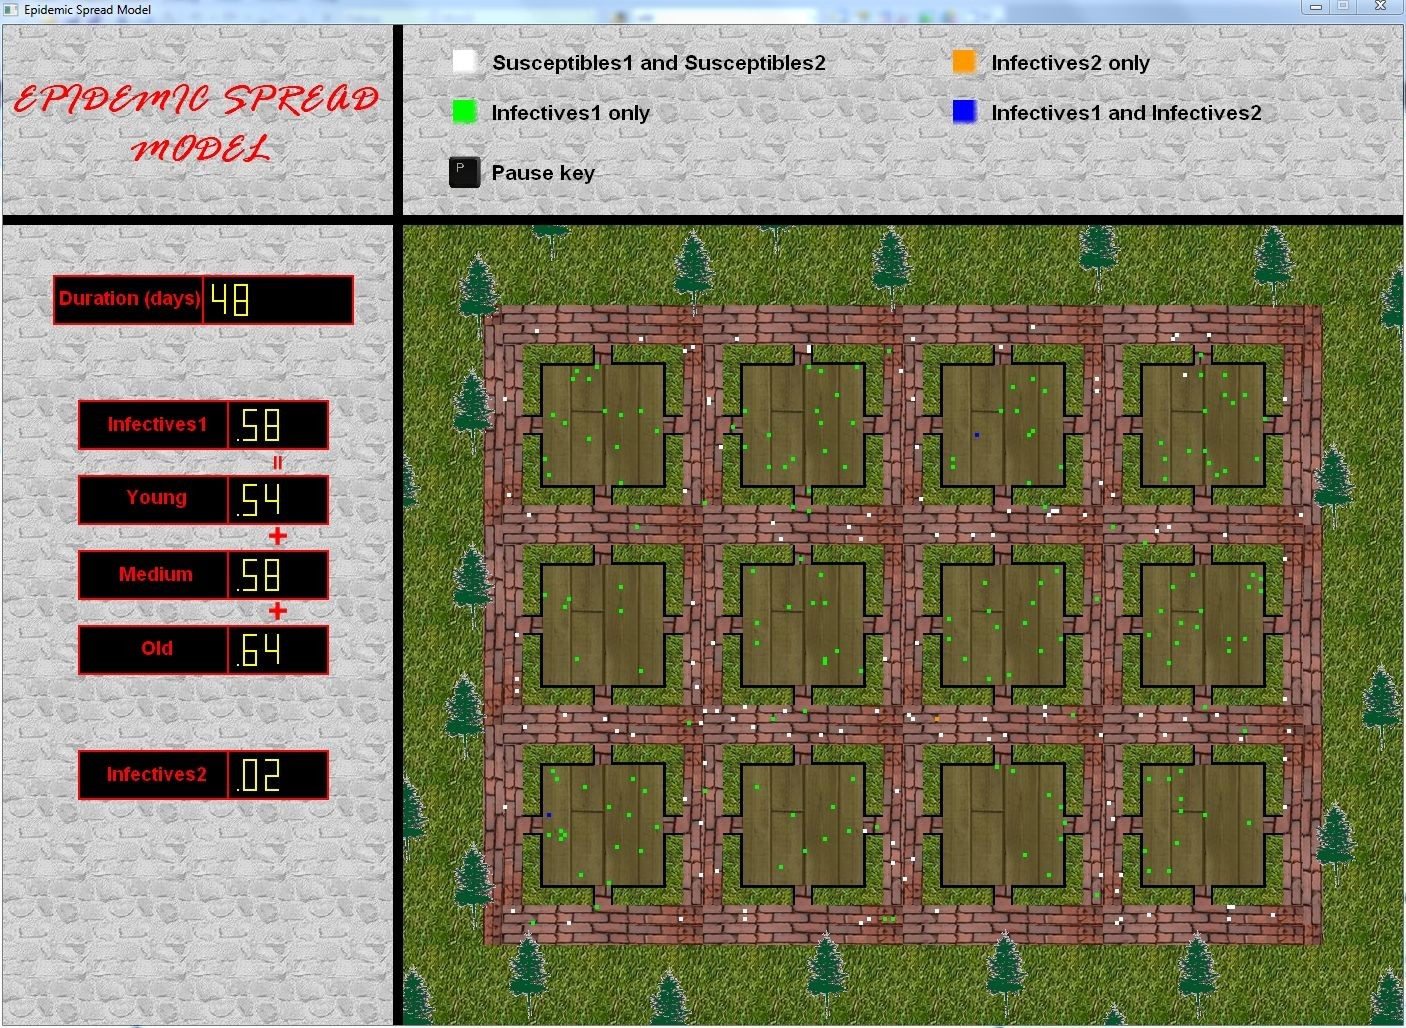 Epidemic Spread Model
EPIDEMIC SPREAD
MODEL
Susceptibles1 and Susceptibles2
Infectives2 only
Infectives1 only
Infectives1 and Infectives2
P
Pause key
Duration (days) 48
Infectives1 .58
=
Young .54
+
Medium .58
+
Old .64
Infectives2 .02